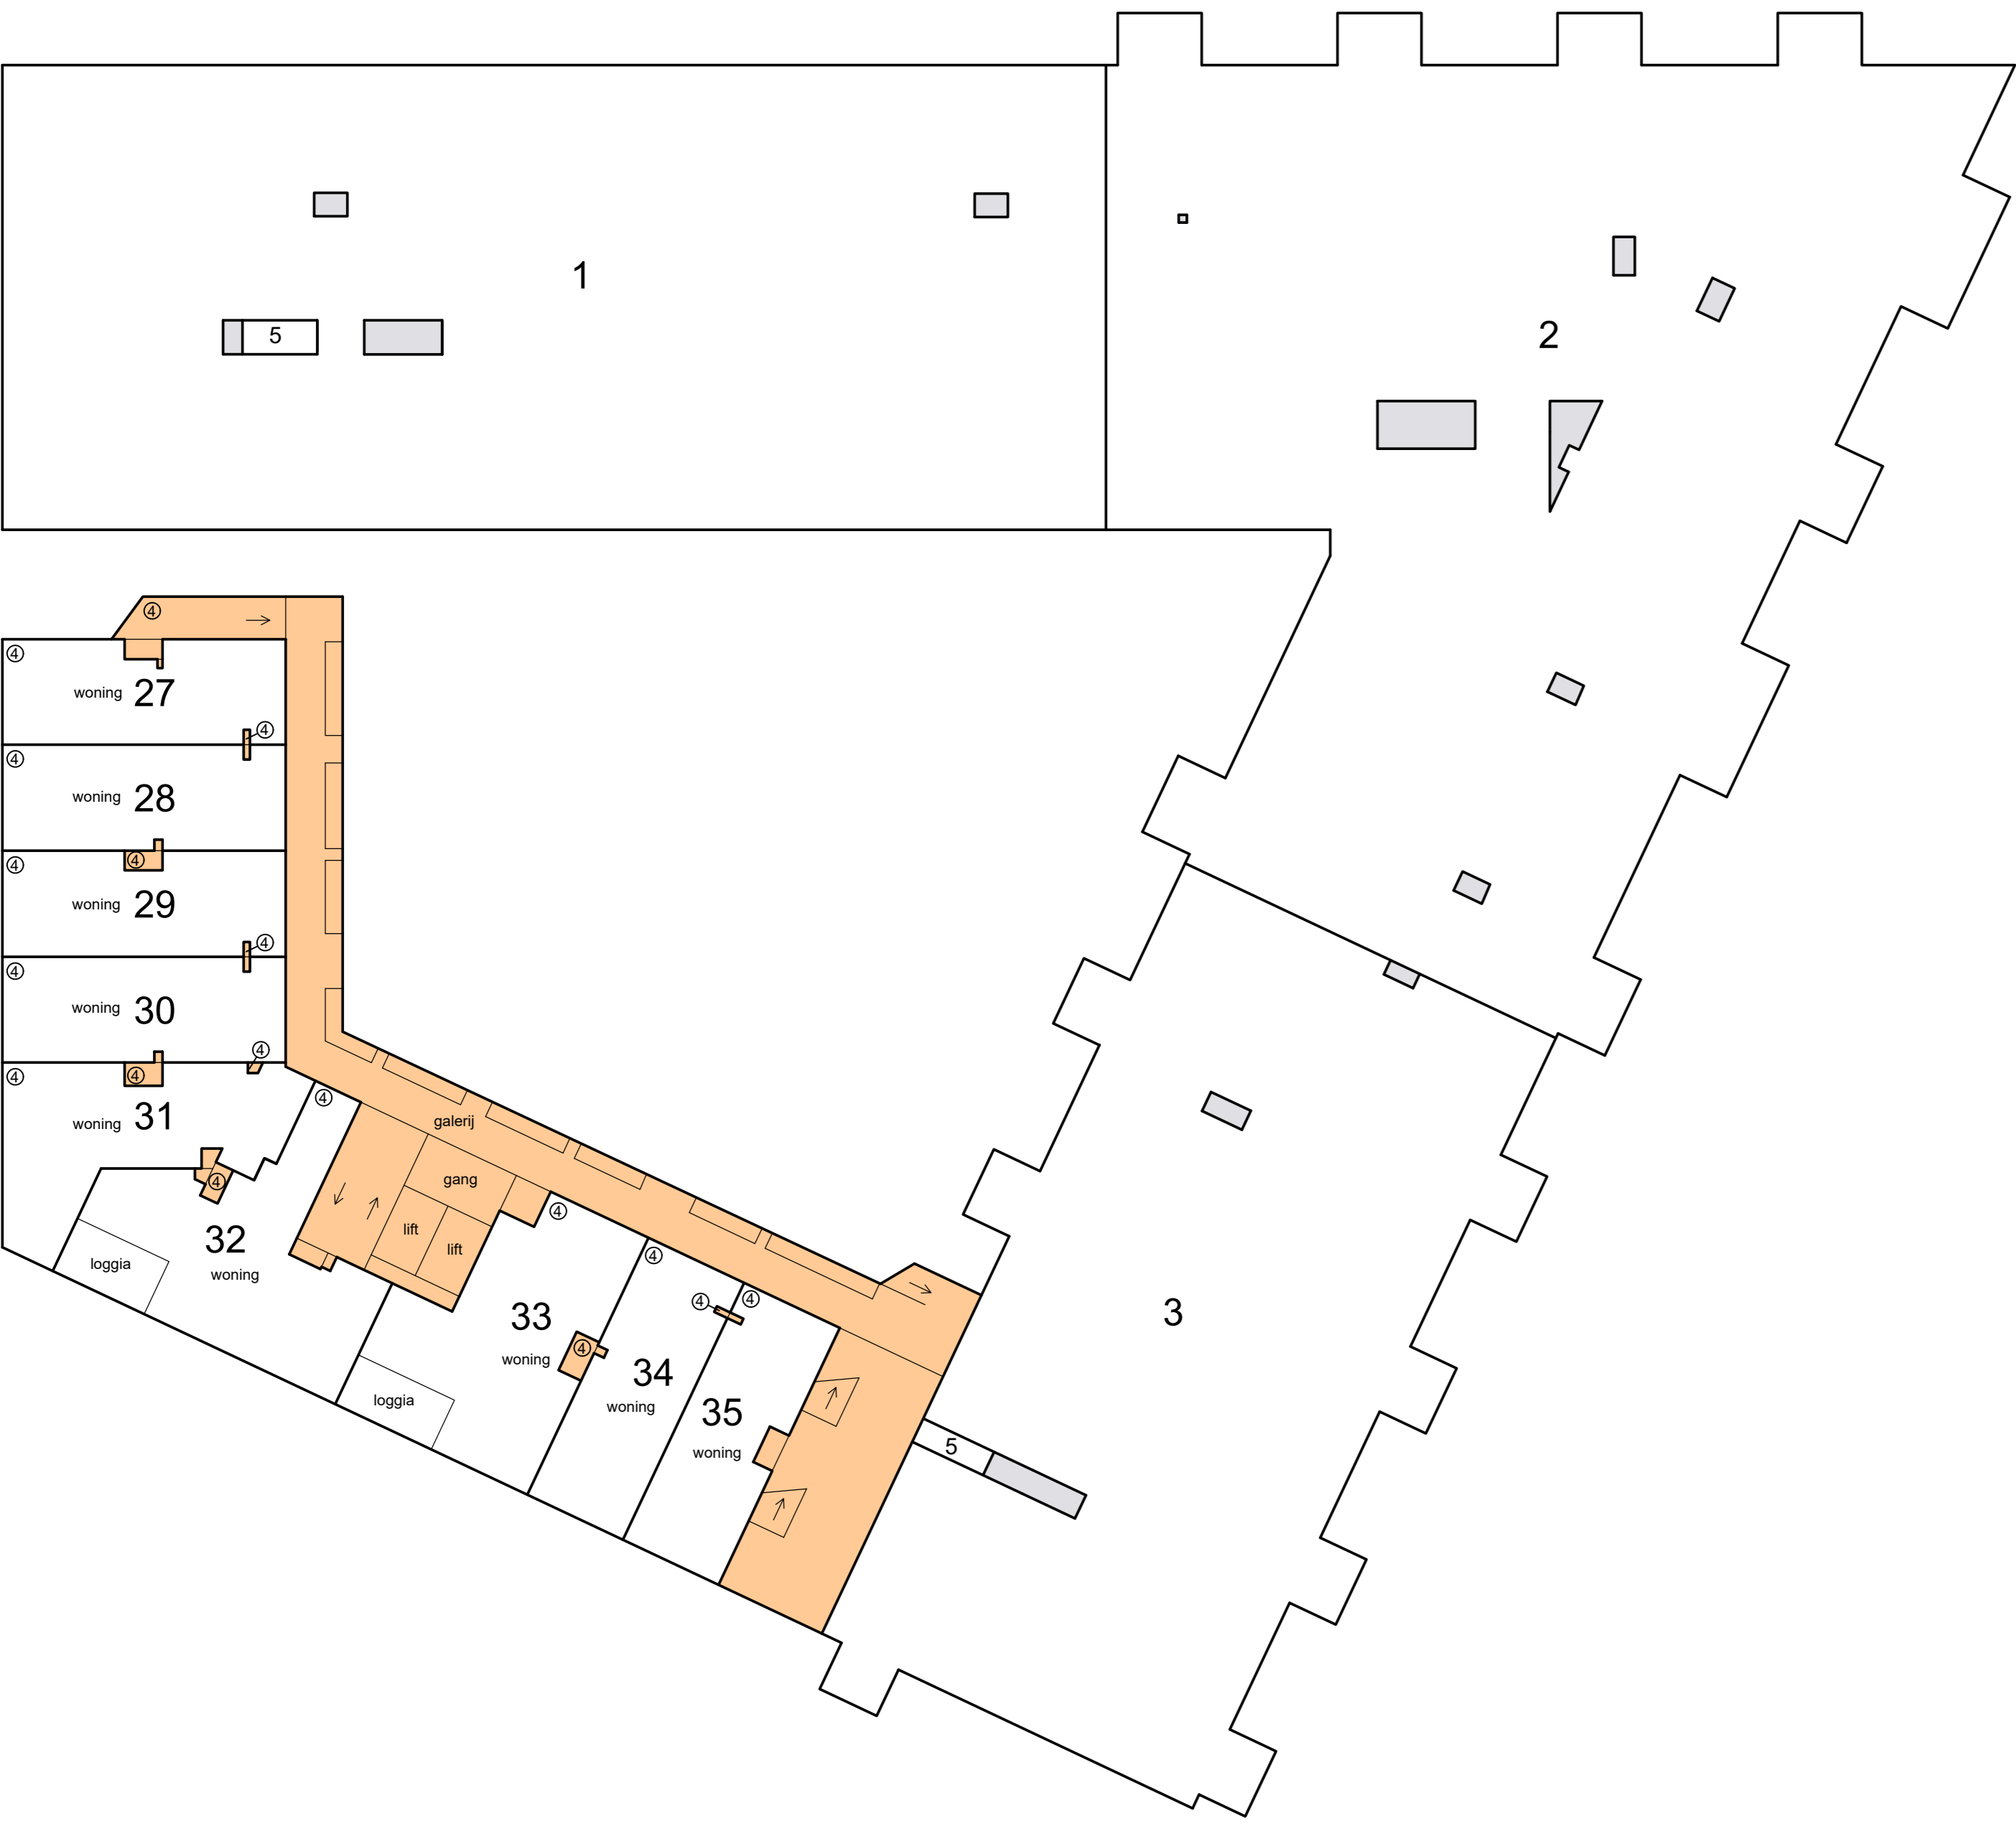 1
5
2
④
④
woning 27
④
④
woning 28
④
④
woning 29
④
④
woning 30
④
④
④
woning 31
④
galerij
gang
④
④
lift
lift
32
woning
loggia
④
④
④
33
woning
④
34
woning
35
woning
loggia
3
5